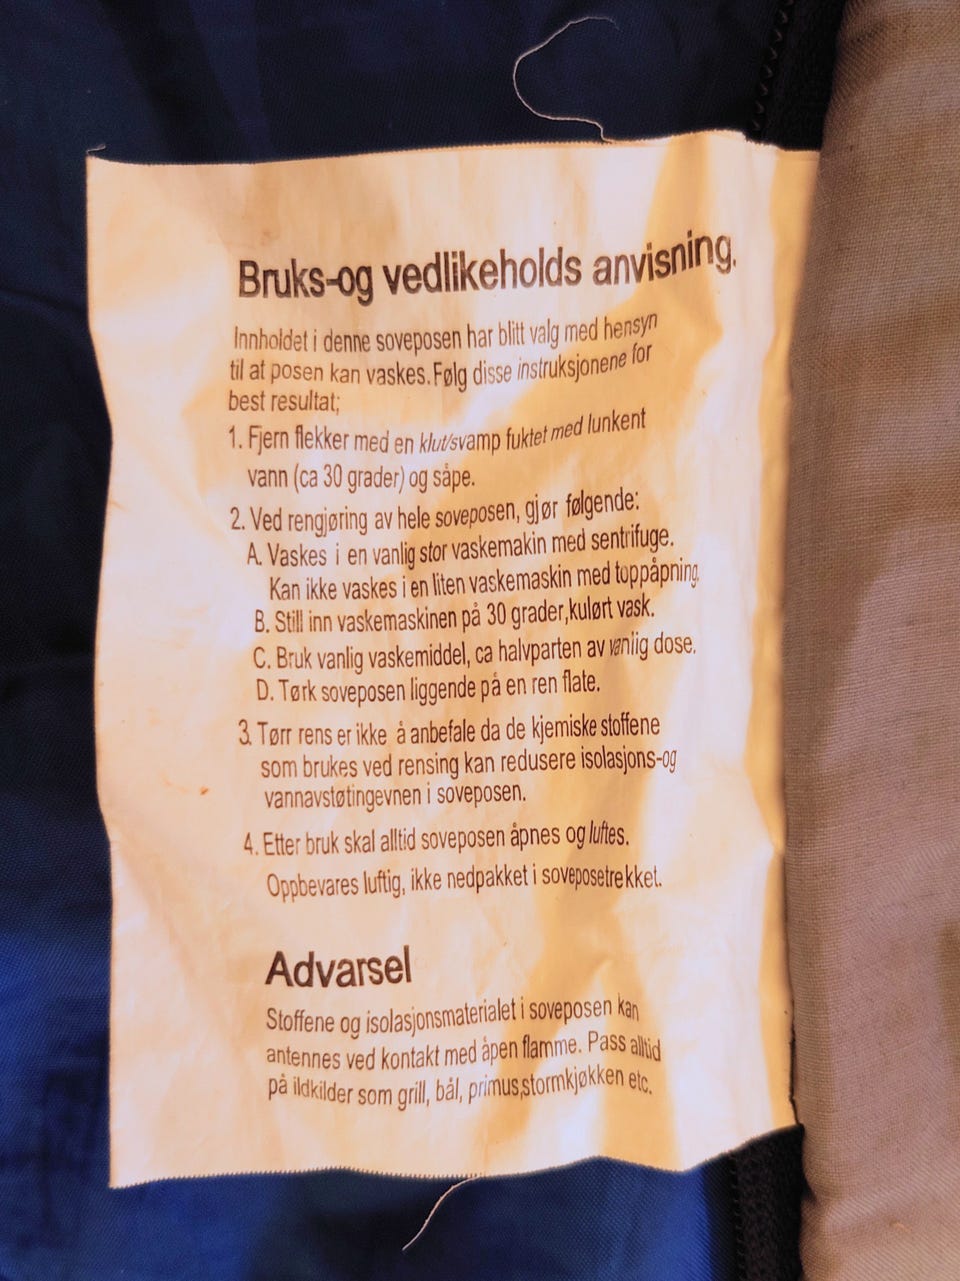 Bruks-og vedlikeholds anvisning.
Innholdet i denne soveposen har blitt valg med hensyn
til at posen kan vaskes.Følg disse instruksjonene for
best resultat;
1. Fjern flekker med en klut/svamp fuktet med lunkent
vann (ca 30 grader) og såpe.
2. Ved rengjøring av hele soveposen, gjør følgende:
A. Vaskes i en vanlig stor vaskemakin med sentrifuge.
Kan ikke vaskes i en liten vaskemaskin med toppåpning.
B. Still inn vaskemaskinen på 30 grader,kulørt vask.
C. Bruk vanlig vaskemiddel, ca halvparten av vanlig dose.
D. Tørk soveposen liggende på en ren flate.
3. Tørr rens er ikke å anbefale da de kjemiske stoffene
som brukes ved rensing kan redusere isolasjons-og
vannavstøtingevnen i soveposen.
4. Etter bruk skal alltid soveposen åpnes og luftes.
Oppbevares luftig, ikke nedpakket i soveposetrekket.
Advarsel
Stoffene og isolasjonsmaterialet i soveposen kan
antennes ved kontakt med åpen flamme. Pass alltid
på ildkilder som grill, bål, primus,stormkjøkken etc.